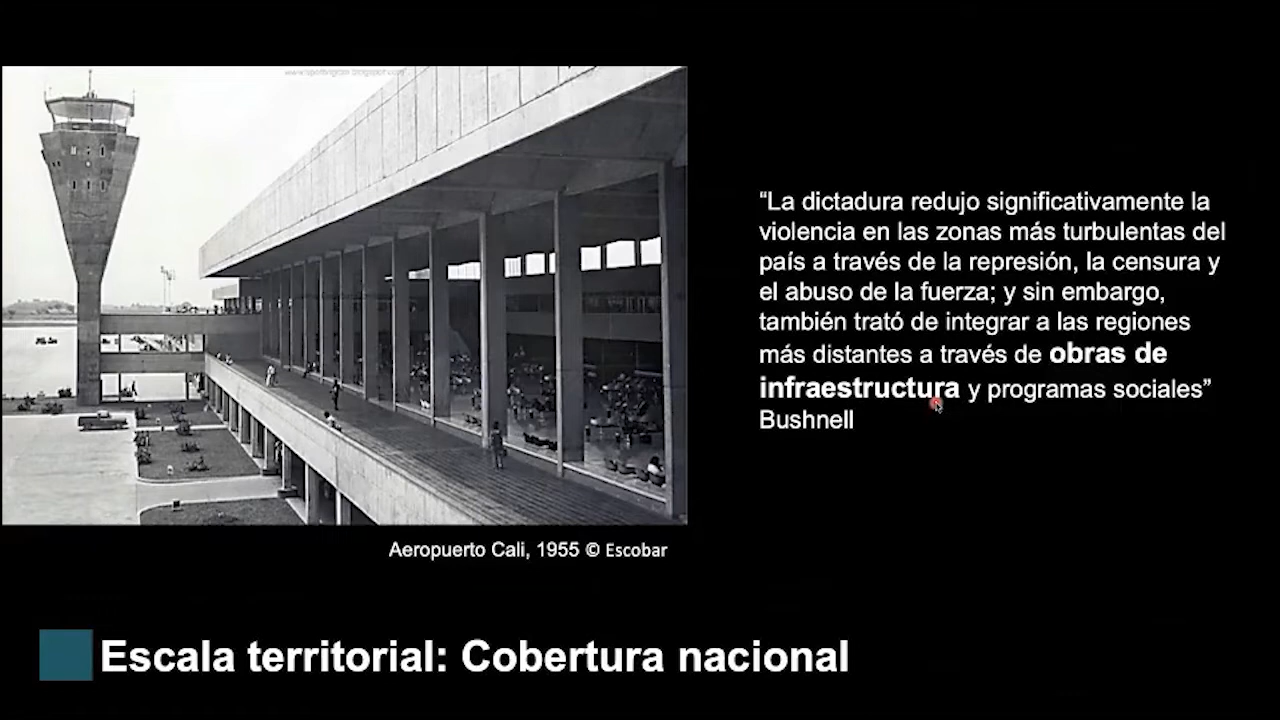 “La dictadura redujo significativamente la
violencia en las zonas más turbulentas del
país a través de la represión, la censura y
el abuso de la fuerza; y sin embargo,
también trató de integrar a las regiones
más distantes a través de obras de
infraestructura y programas sociales”
Bushnell
Aeropuerto Cali, 1955 © Escobar
Escala territorial: Cobertura nacional